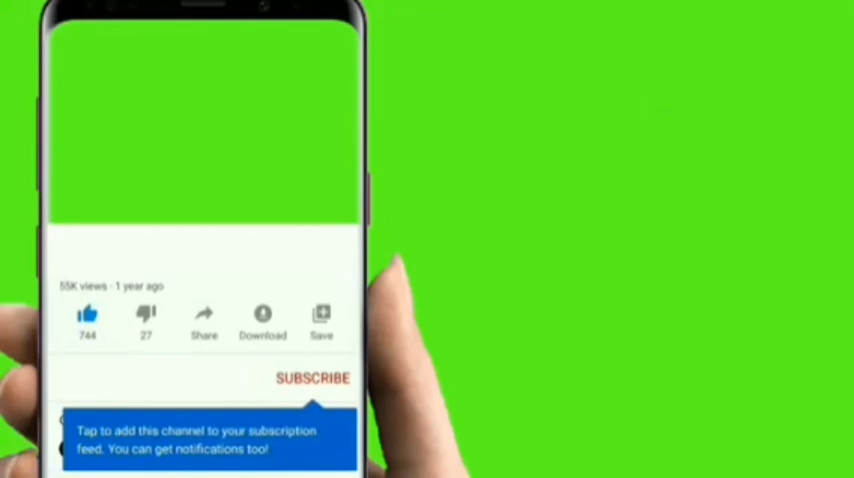 55K views · 1 year ago
744
27
Share
Download
Save
SUBSCRIBE
Tap to add this channel to your subscription
feed. You can get notifications too!